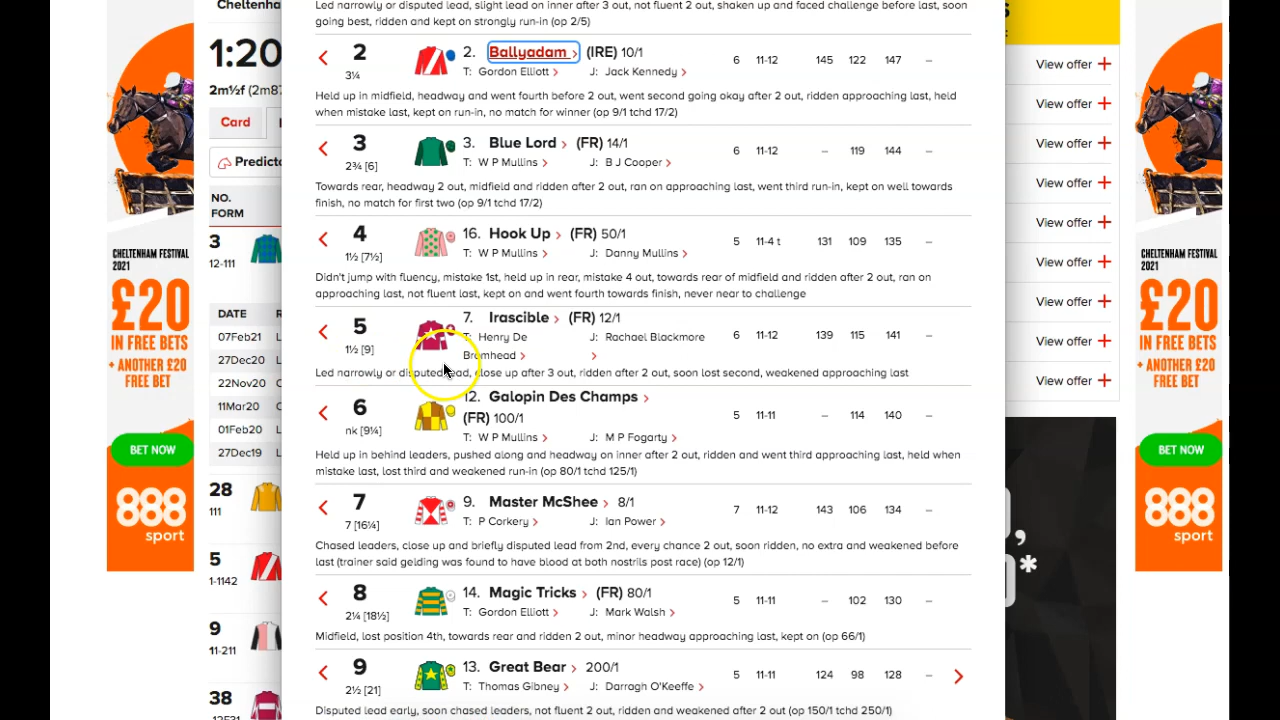 Cheltenham
1:20
2m½f (2m87
Card
Predicto
NO.
FORM
3
12-111
DATE
07Feb21
27Dec20
22Nov20
11Mar20
01Feb20
27Dec19
28
111
5
1-1142
9
11-211
38
CHELTENHAM FESTIVAL
2021
£20
IN FREE BETS
+ ANOTHER £20
FREE BET
BET NOW
888
sport
Led narrowly or disputed lead, slight lead on inner after 3 out, not fluent 2 out, shaken up and faced challenge before last, soon
going best, ridden and kept on strongly run-in (op 2/5)
2 2. Ballyadam > (IRE) 10/1 6 11-12 145 122 147 –
3¼ T: Gordon Elliott > J: Jack Kennedy >
Held up in midfield, headway and went fourth before 2 out, went second going okay after 2 out, ridden approaching last, held
when mistake last, kept on run-in, no match for winner (op 9/1 tchd 17/2)
3 3. Blue Lord > (FR) 14/1 6 11-12 – 119 144 –
2¾ [6] T: W P Mullins > J: B J Cooper >
Towards rear, headway 2 out, midfield and ridden after 2 out, ran on approaching last, went third run-in, kept on well towards
finish, no match for first two (op 9/1 tchd 17/2)
4 16. Hook Up > (FR) 50/1 5 11-4 t 131 109 135 –
1½ [7½] T: W P Mullins > J: Danny Mullins >
Didn't jump with fluency, mistake 1st, held up in rear, mistake 4 out, towards rear of midfield and ridden after 2 out, ran on
approaching last, not fluent last, kept on and went fourth towards finish, never near to challenge
5 7. Irascible > (FR) 12/1 6 11-12 139 115 141 –
1½ [9] T: Henry De J: Rachael Blackmore
Bromhead > >
Led narrowly or disputed lead, close up after 3 out, ridden after 2 out, soon lost second, weakened approaching last
6 12. Galopin Des Champs >
nk [9¼] (FR) 100/1 5 11-11 – 114 140 –
T: W P Mullins > J: M P Fogarty >
Held up in behind leaders, pushed along and headway on inner after 2 out, ridden and went third approaching last, held when
mistake last, lost third and weakened run-in (op 80/1 tchd 125/1)
7 9. Master McShee > 8/1 7 11-12 143 106 134 –
7 [16¼] T: P Corkery > J: Ian Power >
Chased leaders, close up and briefly disputed lead from 2nd, every chance 2 out, soon ridden, no extra and weakened before
last (trainer said gelding was found to have blood at both nostrils post race) (op 12/1)
8 14. Magic Tricks > (FR) 80/1 5 11-11 – 102 130 –
2¼ [18½] T: Gordon Elliott > J: Mark Walsh >
Midfield, lost position 4th, towards rear and ridden 2 out, minor headway approaching last, kept on (op 66/1)
9 13. Great Bear > 200/1 5 11-11 124 98 128 –
2½ [21] T: Thomas Gibney > J: Darragh O'Keeffe >
Disputed lead early, soon chased leaders, not fluent 2 out, ridden and weakened after 2 out (op 150/1 tchd 250/1)
View offer +
View offer +
View offer +
View offer +
View offer +
View offer +
View offer +
View offer +
View offer +
CHELTENHAM FESTIVAL
2021
£20
IN FREE BETS
+ ANOTHER £20
FREE BET
BET NOW
888
sport